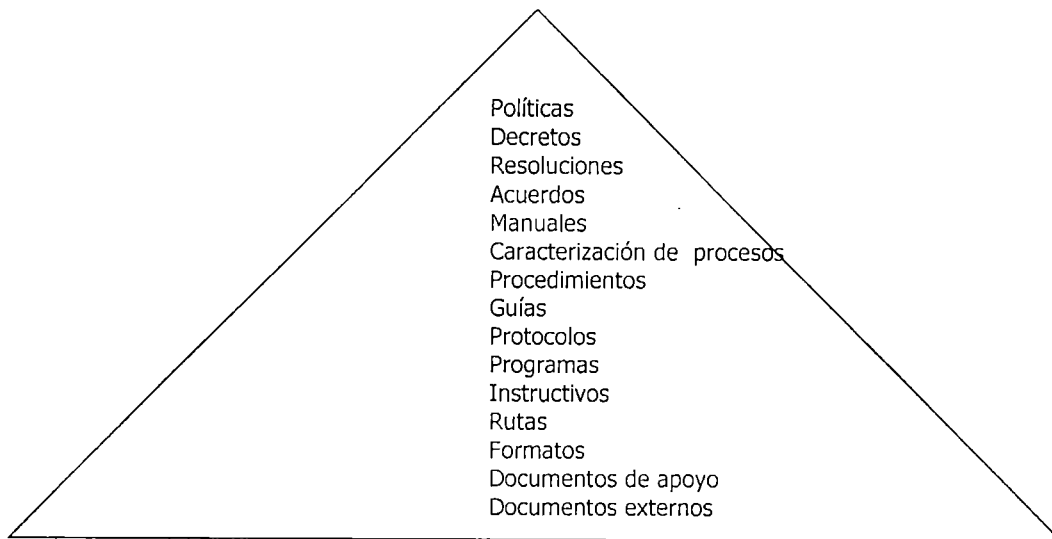 Políticas
Decretos
Resoluciones
Acuerdos
Manuales
Caracterización de procesos
Procedimientos
Guías
Protocolos
Programas
Instructivos
Rutas
Formatos
Documentos de apoyo
Documentos externos